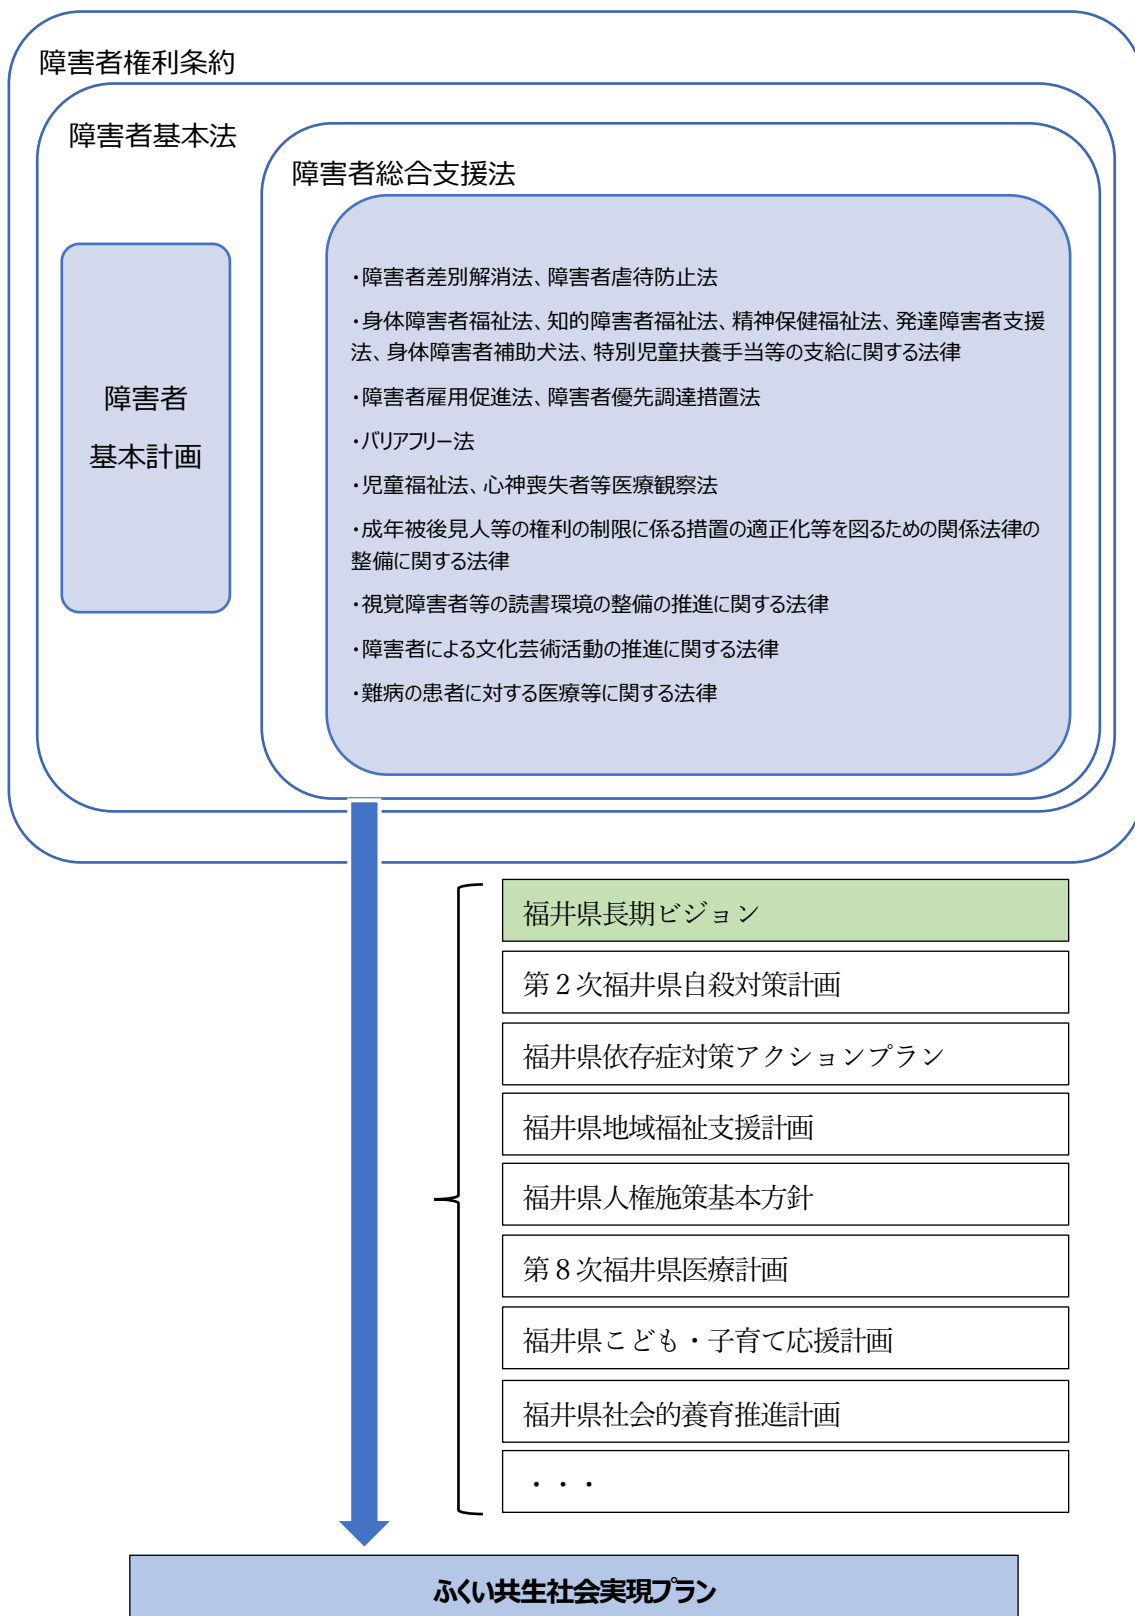 障害者権利条約
障害者基本法
障害者総合支援法
障害者
基本計画
・障害者差別解消法、障害者虐待防止法
・身体障害者福祉法、知的障害者福祉法、精神保健福祉法、発達障害者支援
法、身体障害者補助犬法、特別児童扶養手当等の支給に関する法律
・障害者雇用促進法、障害者優先調達措置法
・バリアフリー法
・児童福祉法、心神喪失者等医療観察法
・成年被後見人等の権利の制限に係る措置の適正化等を図るための関係法律の
整備に関する法律
・視覚障害者等の読書環境の整備の推進に関する法律
・障害者による文化芸術活動の推進に関する法律
・難病の患者に対する医療等に関する法律
福井県長期ビジョン
第２次福井県自殺対策計画
福井県依存症対策アクションプラン
福井県地域福祉支援計画
福井県人権施策基本方針
第８次福井県医療計画
福井県こども・子育て応援計画
福井県社会的養育推進計画
・・・
ふくい共生社会実現プラン